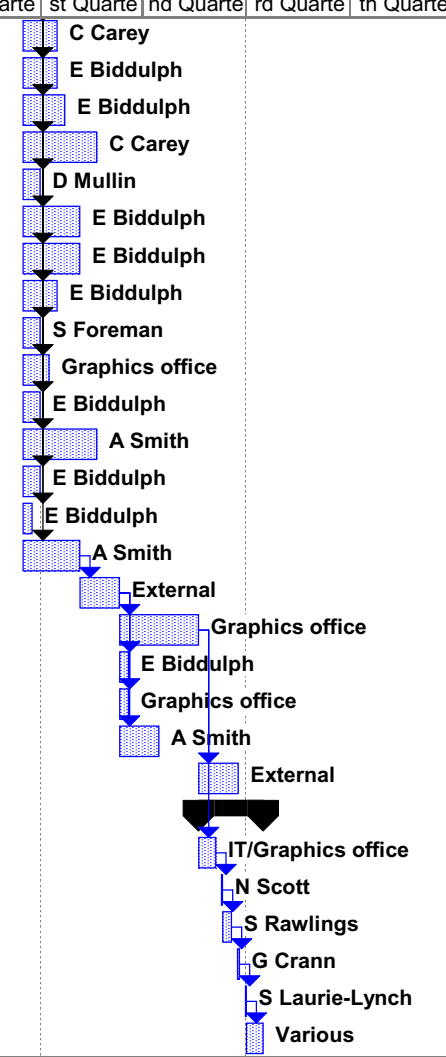 arte st Quarte nd Quarte rd Quarte th Quarte
C Carey
E Biddulph
E Biddulph
C Carey
D Mullin
E Biddulph
E Biddulph
E Biddulph
S Foreman
Graphics office
E Biddulph
A Smith
E Biddulph
E Biddulph
A Smith
External
Graphics office
E Biddulph
Graphics office
A Smith
External
IT/Graphics office
N Scott
S Rawlings
G Crann
S Laurie-Lynch
Various